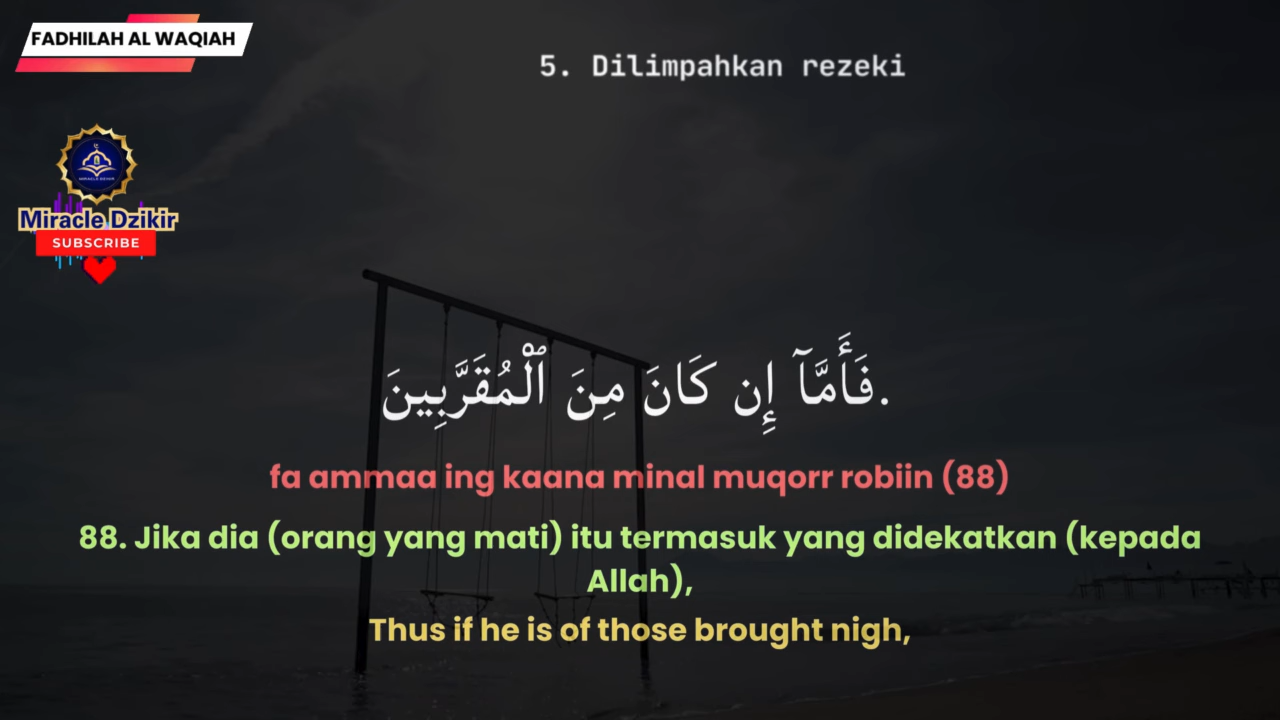 FADHILAH AL WAQIAH
5. Dilimpahkan rezeki
MIRACLE DZIKIR
Miracle Dzikir
SUBSCRIBE
فَأَمَّآ إِن كَانَ مِنَ ٱلْمُقَرَّبِينَ.
fa ammaa ing kaana minal muqorr robiin (88)
88. Jika dia (orang yang mati) itu termasuk yang didekatkan (kepada
Allah),
Thus if he is of those brought nigh,